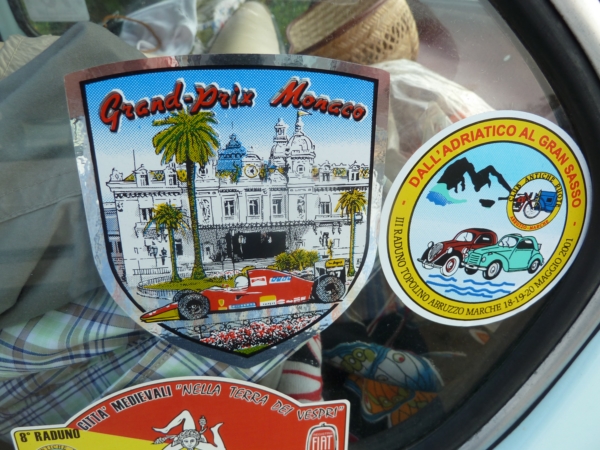 Grand-Prix Monaco
DALL'ADRIATICO AL GRAN SASSO
III RADUNO TOPOLINO ABRUZZO MARCHE 18-19-20 MAGGIO 2001
CITTA' MEDIEVALI "NELLA TERRA DEI VESPRI"
8° RADUNO
FIAT